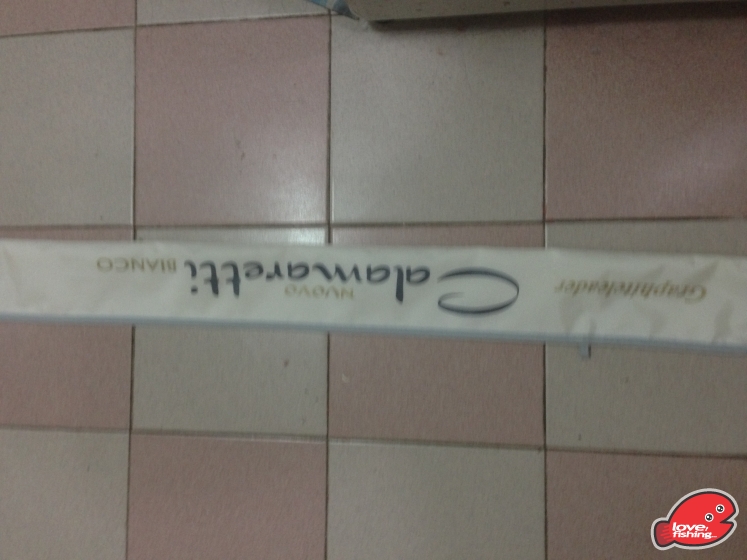 Graphiteleader
Calamaretti
NUOVO
BIANCO
love,
fishing